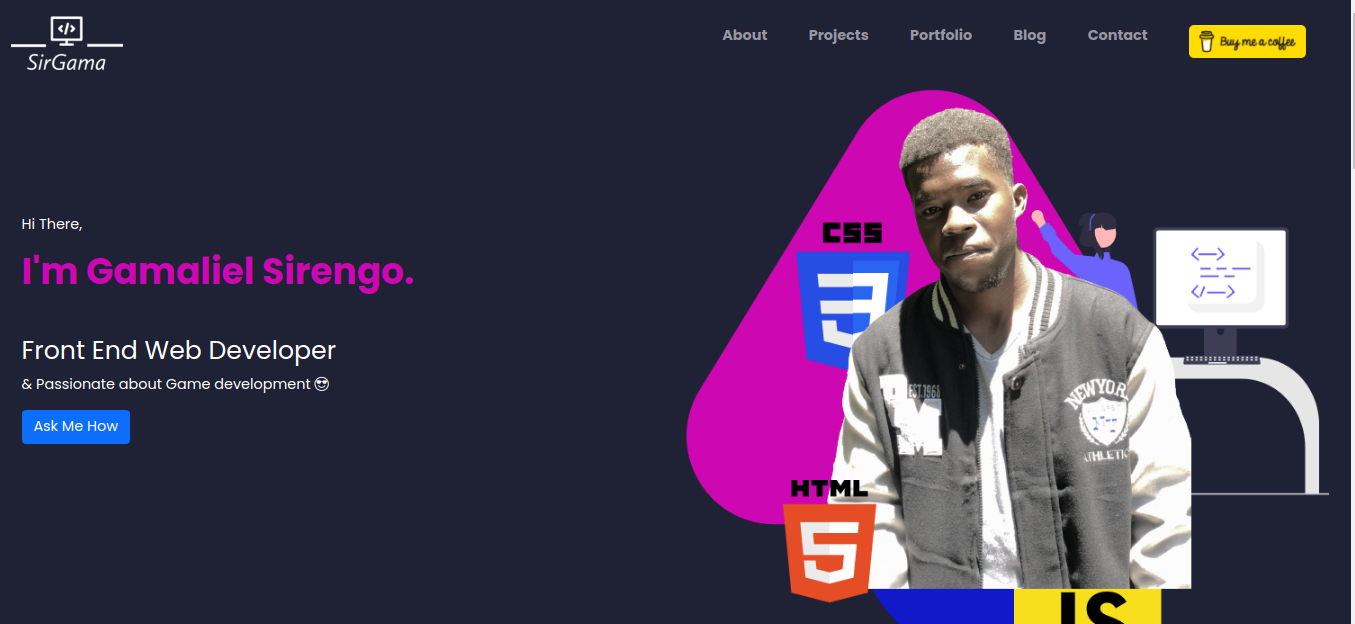 </>
SirGama
About
Projects
Portfolio
Blog
Contact
Buy me a coffee
Hi There,
I'm Gamaliel Sirengo.
Front End Web Developer
& Passionate about Game development 😎
Ask Me How
CSS
3
EST.1968
NEWYOR
ATHLETIC
HTML
5
JS